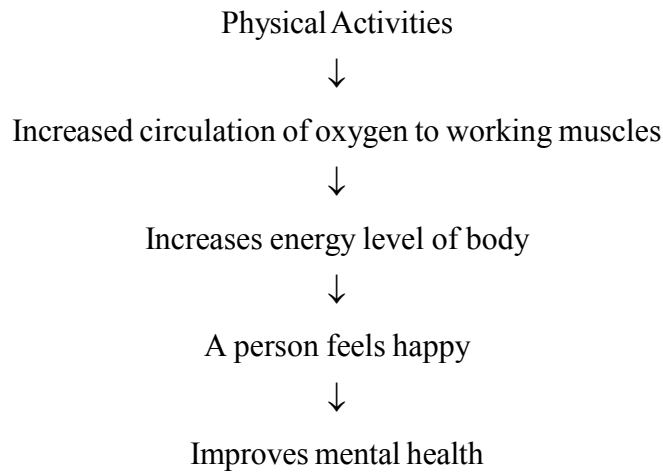 Physical Activities
↓
Increased circulation of oxygen to working muscles
↓
Increases energy level of body
↓
A person feels happy
↓
Improves mental health